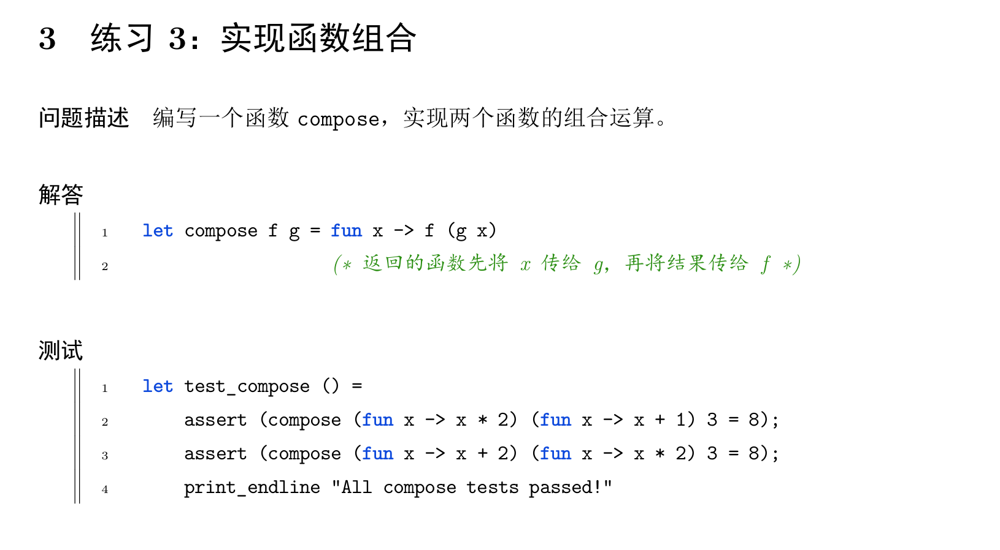 3 练习 3：实现函数组合
问题描述 编写一个函数 compose，实现两个函数的组合运算。
解答
1 let compose f g = fun x -> f (g x)
2 (* 返回的函数先将 x 传给 g，再将结果传给 f *)
测试
1 let test_compose () =
2 assert (compose (fun x -> x * 2) (fun x -> x + 1) 3 = 8);
3 assert (compose (fun x -> x + 2) (fun x -> x * 2) 3 = 8);
4 print_endline "All compose tests passed!"